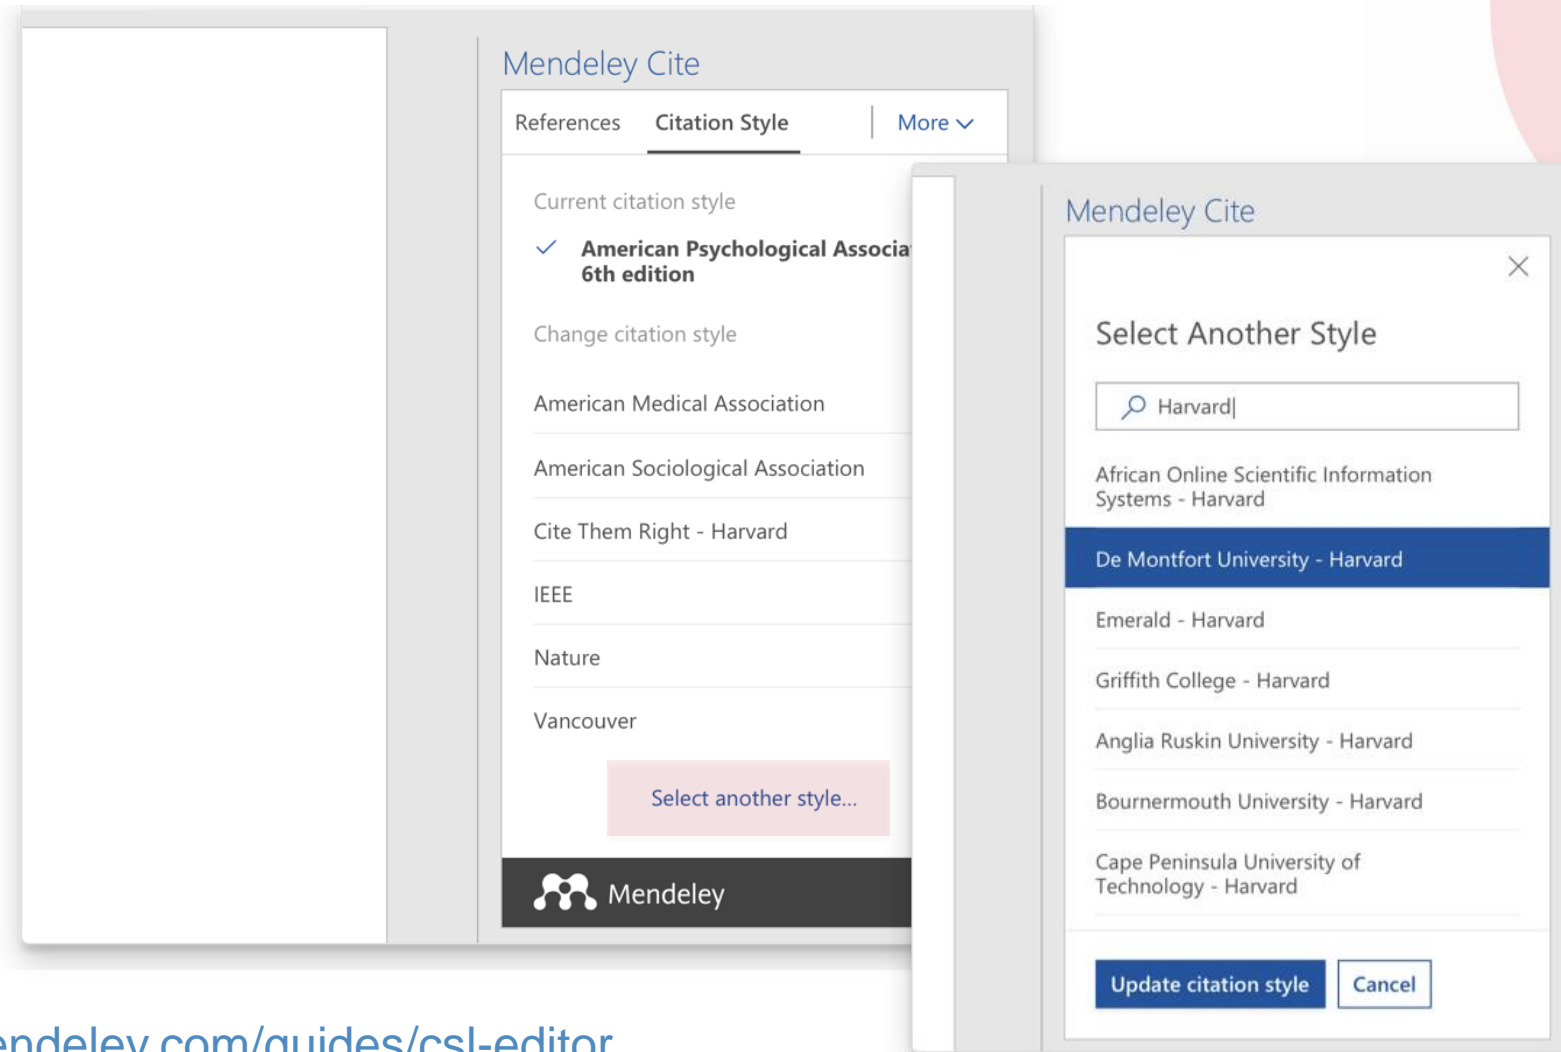 Mendeley Cite
References Citation Style More
Current citation style
American Psychological Associa
6th edition
Change citation style
American Medical Association
American Sociological Association
Cite Them Right - Harvard
IEEE
Nature
Vancouver
Select another style...
Mendeley
Mendeley Cite
Select Another Style
Harvard
African Online Scientific Information
Systems - Harvard
De Montfort University - Harvard
Emerald - Harvard
Griffith College - Harvard
Anglia Ruskin University - Harvard
Bournermouth University - Harvard
Cape Peninsula University of
Technology - Harvard
Update citation style Cancel
endeley.com/guides/csl-editor